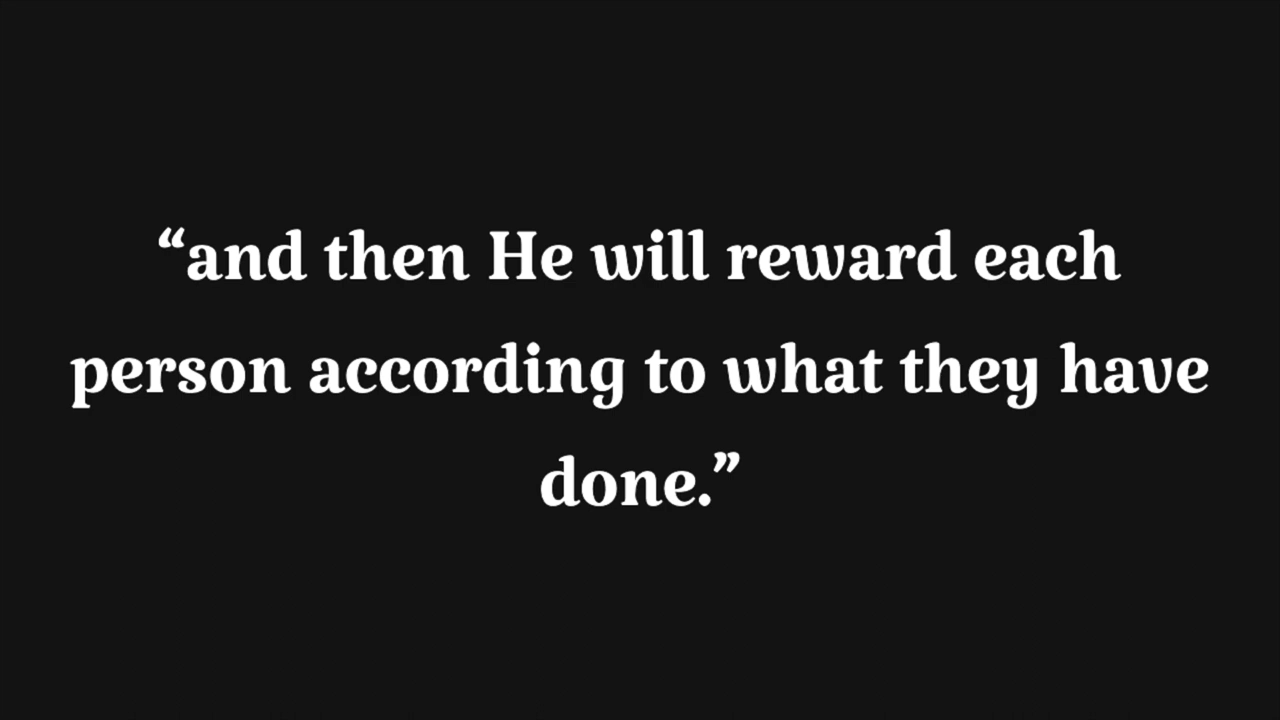 “and then He will reward each
person according to what they have
done.”